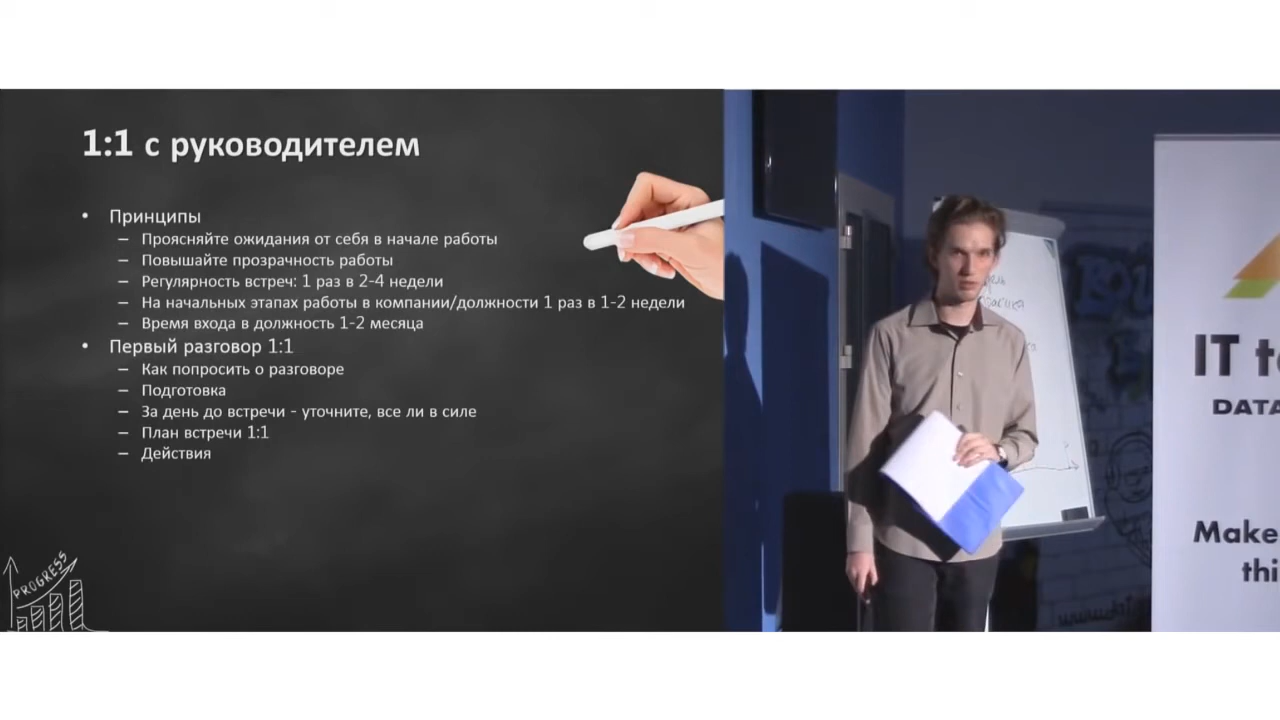 1:1 с руководителем
• Принципы
– Проясняйте ожидания от себя в начале работы
– Повышайте прозрачность работы
– Регулярность встреч: 1 раз в 2-4 недели
– На начальных этапах работы в компании/должности 1 раз в 1-2 недели
– Время входа в должность 1-2 месяца
• Первый разговор 1:1
– Как попросить о разговоре
– Подготовка
– За день до встречи - уточните, все ли в силе
– План встречи 1:1
– Действия
PROGRESS
IT
DATA
Make
thi